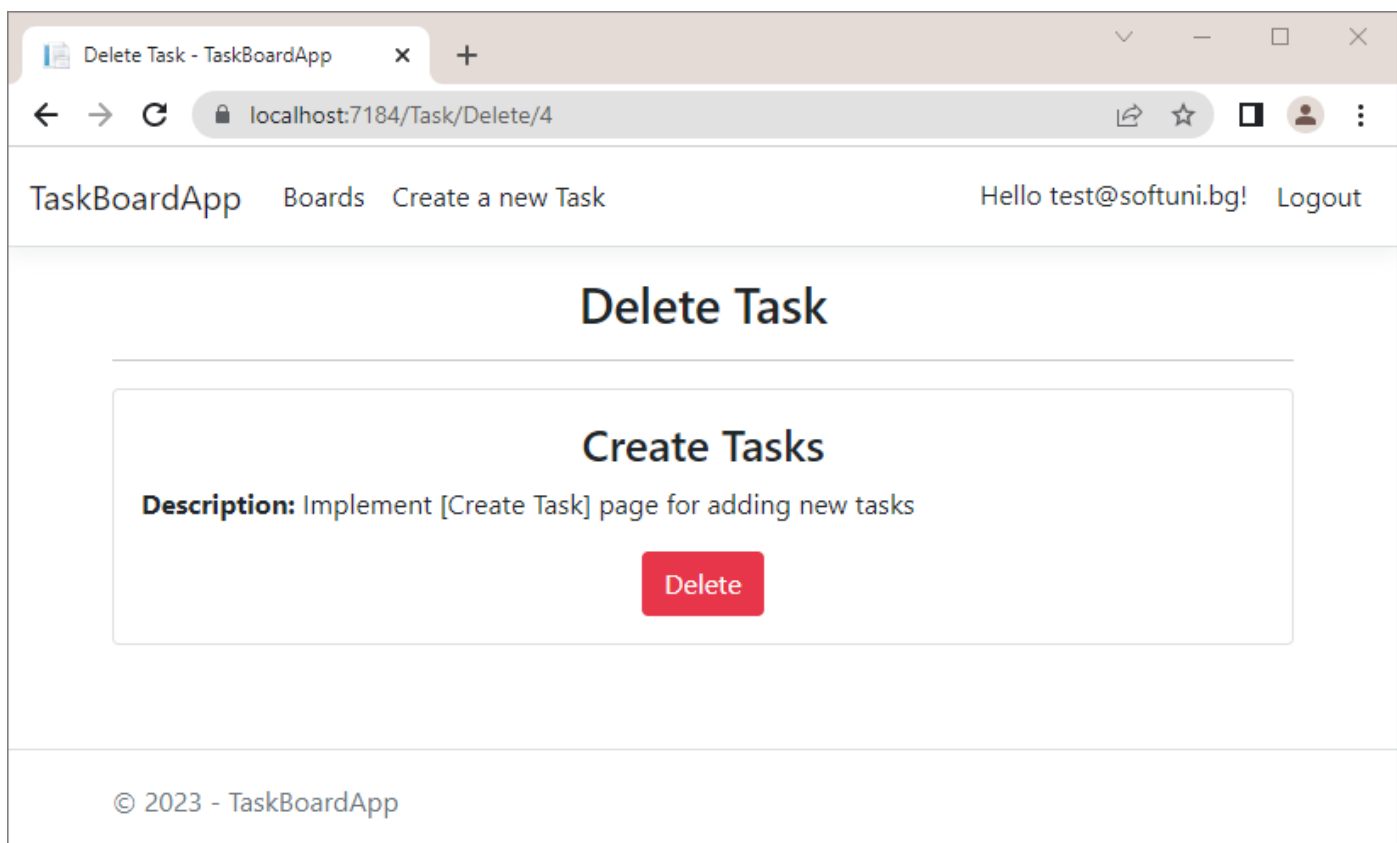 Delete Task - TaskBoardApp
localhost:7184/Task/Delete/4
TaskBoardApp Boards Create a new Task Hello test@softuni.bg! Logout
Delete Task
Create Tasks
Description: Implement [Create Task] page for adding new tasks
Delete
© 2023 - TaskBoardApp